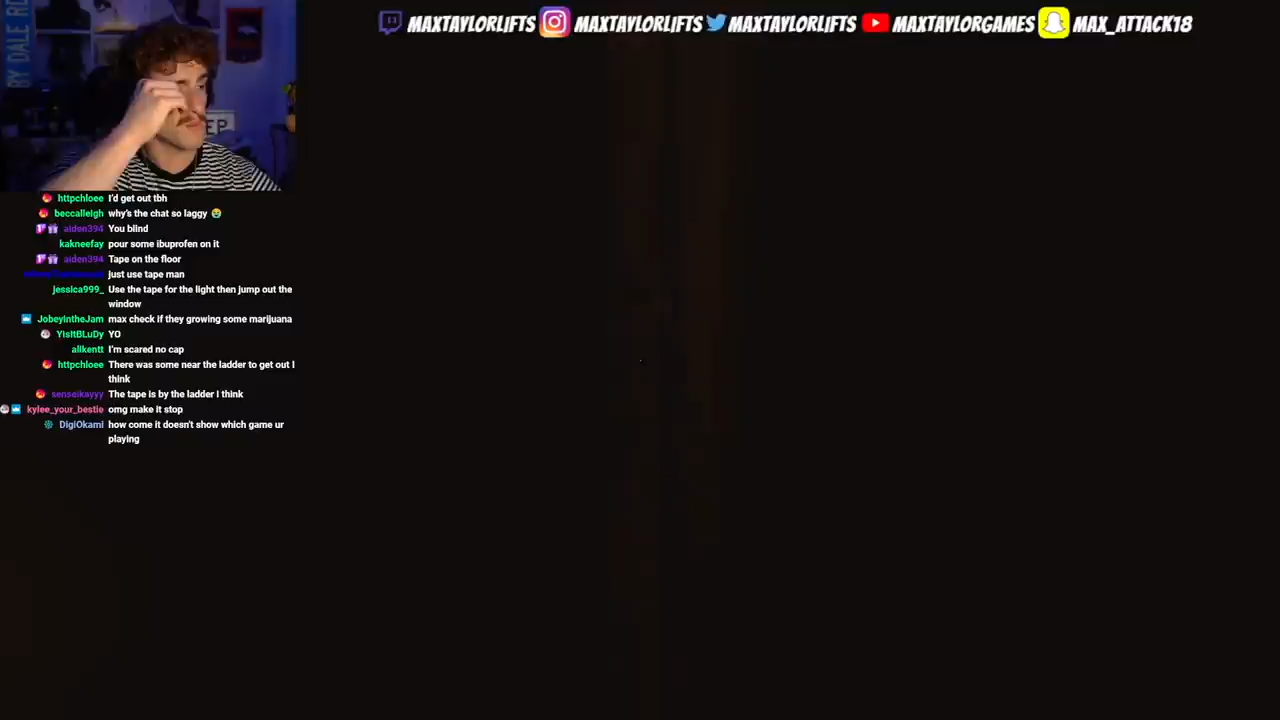 MAXTAYLORLIFTS MAXTAYLORLIFTS MAXTAYLORLIFTS MAXTAYLORGAMES MAX_ATTACK18
BY DALE RD
EP
httpchloee I'd get out tbh
beccalleigh why's the chat so laggy 😭
aiden394 You blind
kakneefay pour some ibuprofen on it
aiden394 Tape on the floor
just use tape man
jessica999_ Use the tape for the light then jump out the
window
JobeyInTheJam max check if they growing some marijuana
YisItBLuDy YO
alikentt I'm scared no cap
httpchloee There was some near the ladder to get out I
think
senseikayyy The tape is by the ladder I think
kylee_your_bestie omg make it stop
DigiOkami how come it doesn't show which game ur
playing